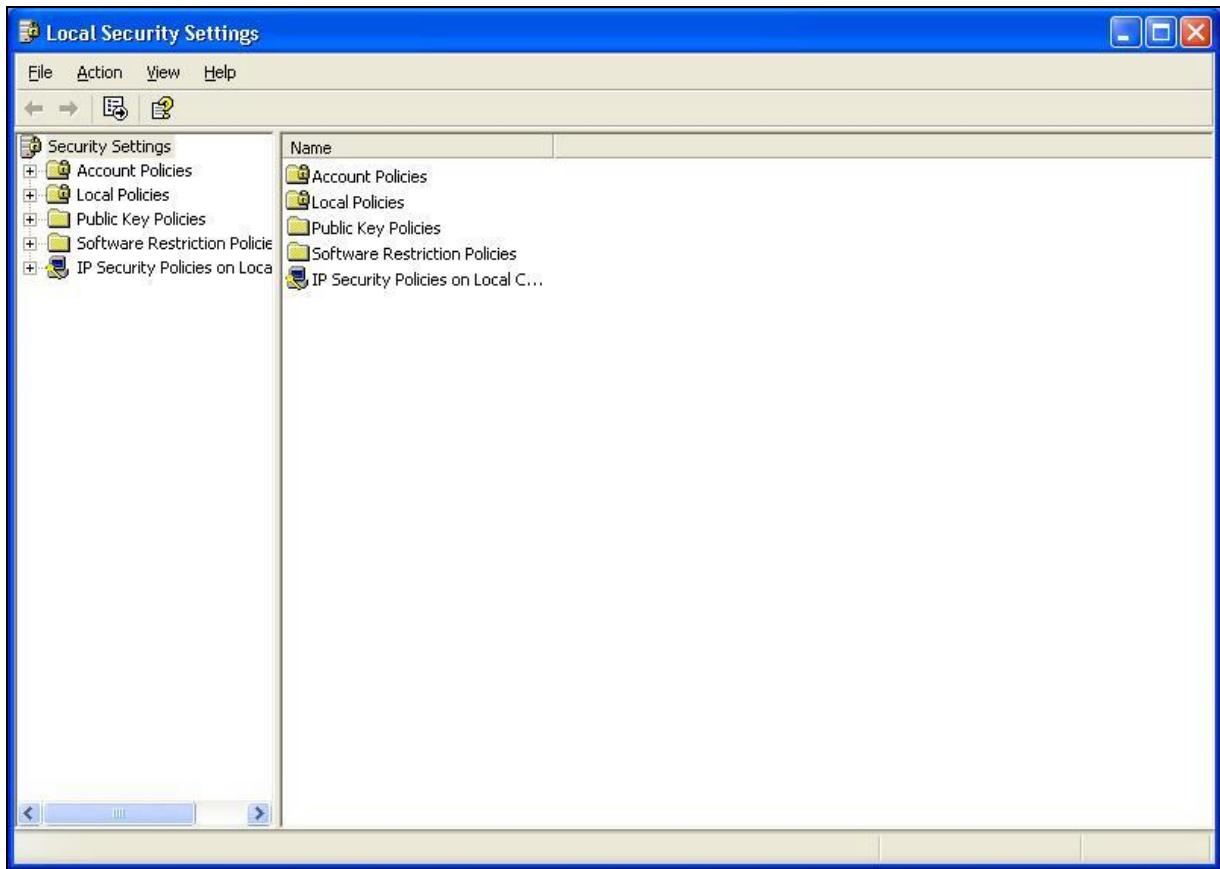 Local Security Settings
File Action View Help
Security Settings
Account Policies
Local Policies
Public Key Policies
Software Restriction Policie
IP Security Policies on Loca
Name
Account Policies
Local Policies
Public Key Policies
Software Restriction Policies
IP Security Policies on Local C...